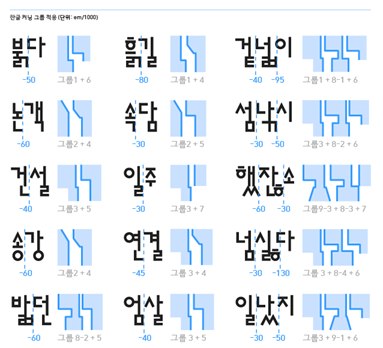 한글 커닝 그룹 적용 (단위: em/1000)
붉다
-50
그룹1 + 6
흙길
-80
그룹1 + 4
겉넓이
-40 -95
그룹1 + 8-1 + 6
논객
-60
그룹2 + 4
속담
-30
그룹2 + 5
섬낚시
-30 -50
그룹3 + 8-2 + 6
건설
-40
그룹3 + 5
일주
-30
그룹3 + 7
했잖소
-60 -30
그룹9-3 + 8-3 + 7
송강
-60
그룹2 + 4
연결
-45
그룹3 + 4
넘실다
-30 -130
그룹3 + 8-4 + 6
밟던
-60
그룹8-2 + 5
엄살
-40
그룹3 + 5
일났지
-30 -50
그룹3 + 9-1 + 6